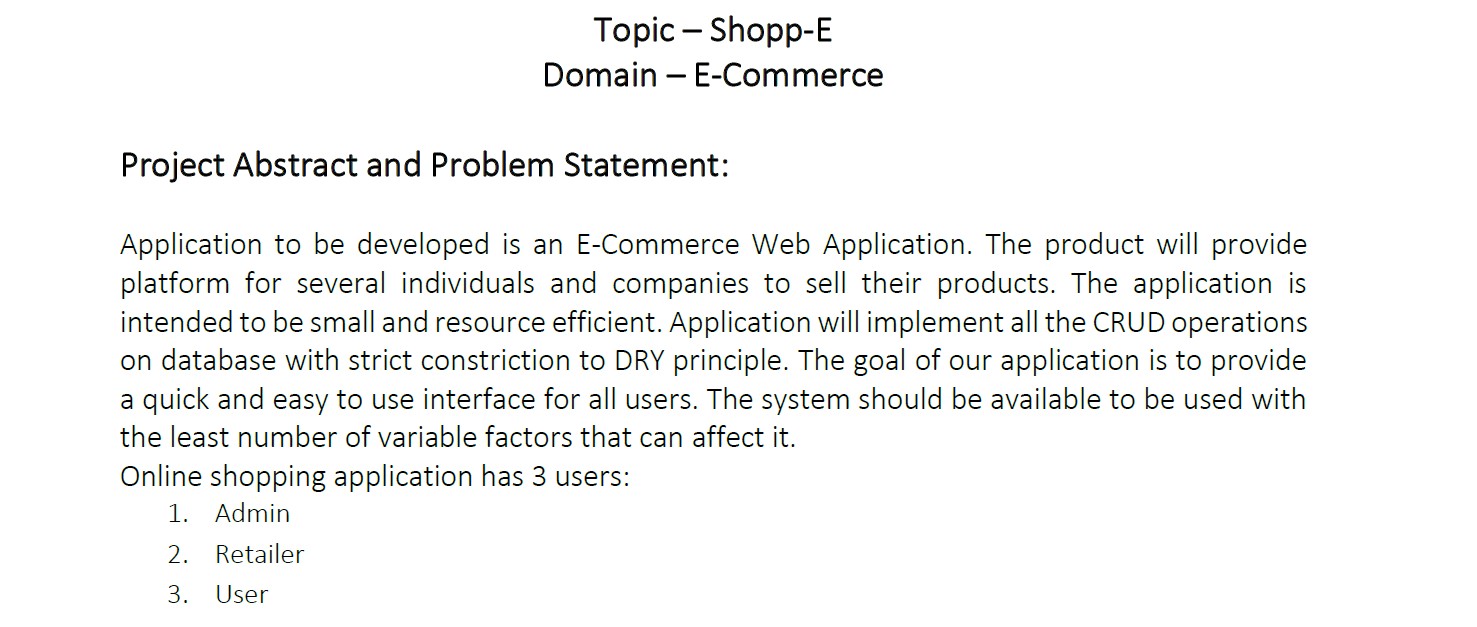 Topic – Shopp-E
Domain – E-Commerce
Project Abstract and Problem Statement:
Application to be developed is an E-Commerce Web Application. The product will provide
platform for several individuals and companies to sell their products. The application is
intended to be small and resource efficient. Application will implement all the CRUD operations
on database with strict constriction to DRY principle. The goal of our application is to provide
a quick and easy to use interface for all users. The system should be available to be used with
the least number of variable factors that can affect it.
Online shopping application has 3 users:
1. Admin
2. Retailer
3. User